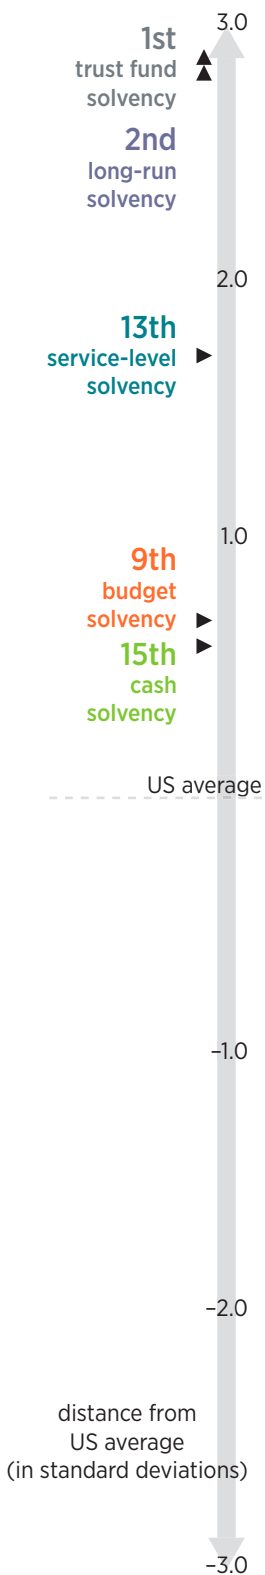 3.0
1st
trust fund
solvency
2nd
long-run
solvency
2.0
13th
service-level
solvency
1.0
9th
budget
solvency
15th
cash
solvency
US average
–1.0
–2.0
distance from
US average
(in standard deviations)
–3.0